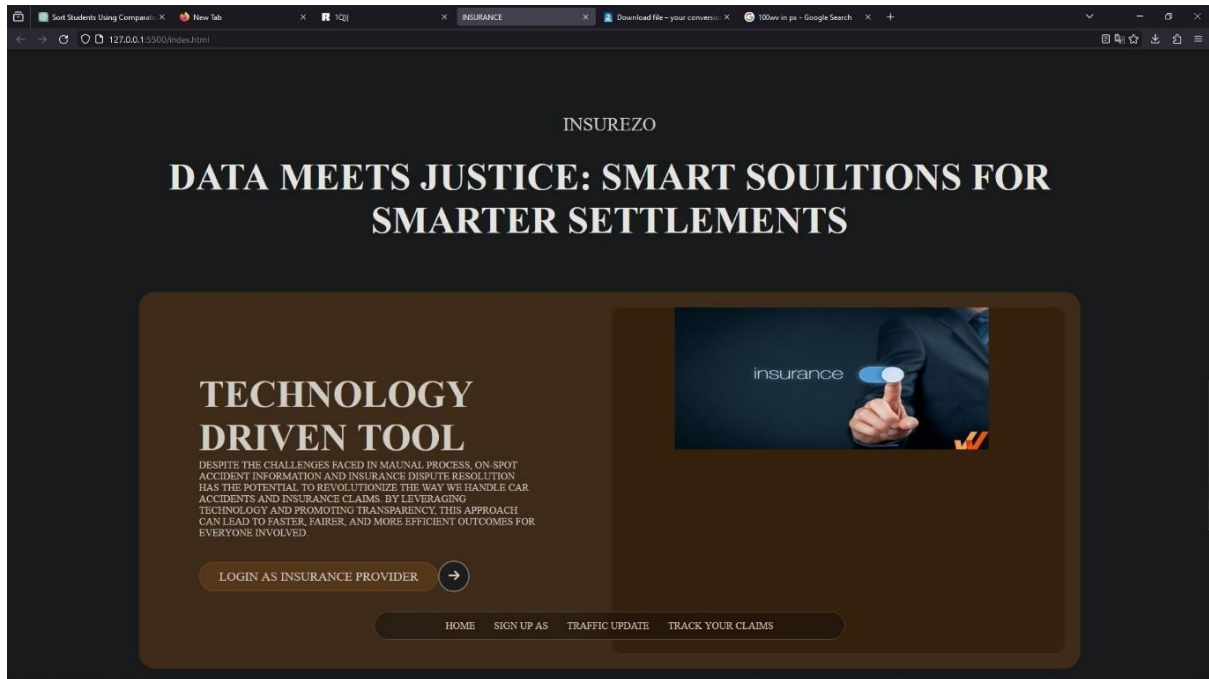 Sort Students Using Comparato
New Tab
1QJ|
INSURANCE
Download file – your conversio
100wv in px - Google Search
127.0.0.1:5500/index.html
INSUREZO
DATA MEETS JUSTICE: SMART SOULTIONS FOR
SMARTER SETTLEMENTS
insurance
TECHNOLOGY
DRIVEN TOOL
DESPITE THE CHALLENGES FACED IN MAUNAL PROCESS, ON-SPOT
ACCIDENT INFORMATION AND INSURANCE DISPUTE RESOLUTION
HAS THE POTENTIAL TO REVOLUTIONIZE THE WAY WE HANDLE CAR
ACCIDENTS AND INSURANCE CLAIMS. BY LEVERAGING
TECHNOLOGY AND PROMOTING TRANSPARENCY, THIS APPROACH
CAN LEAD TO FASTER, FAIRER, AND MORE EFFICIENT OUTCOMES FOR
EVERYONE INVOLVED.
LOGIN AS INSURANCE PROVIDER
HOME SIGN UP AS TRAFFIC UPDATE TRACK YOUR CLAIMS